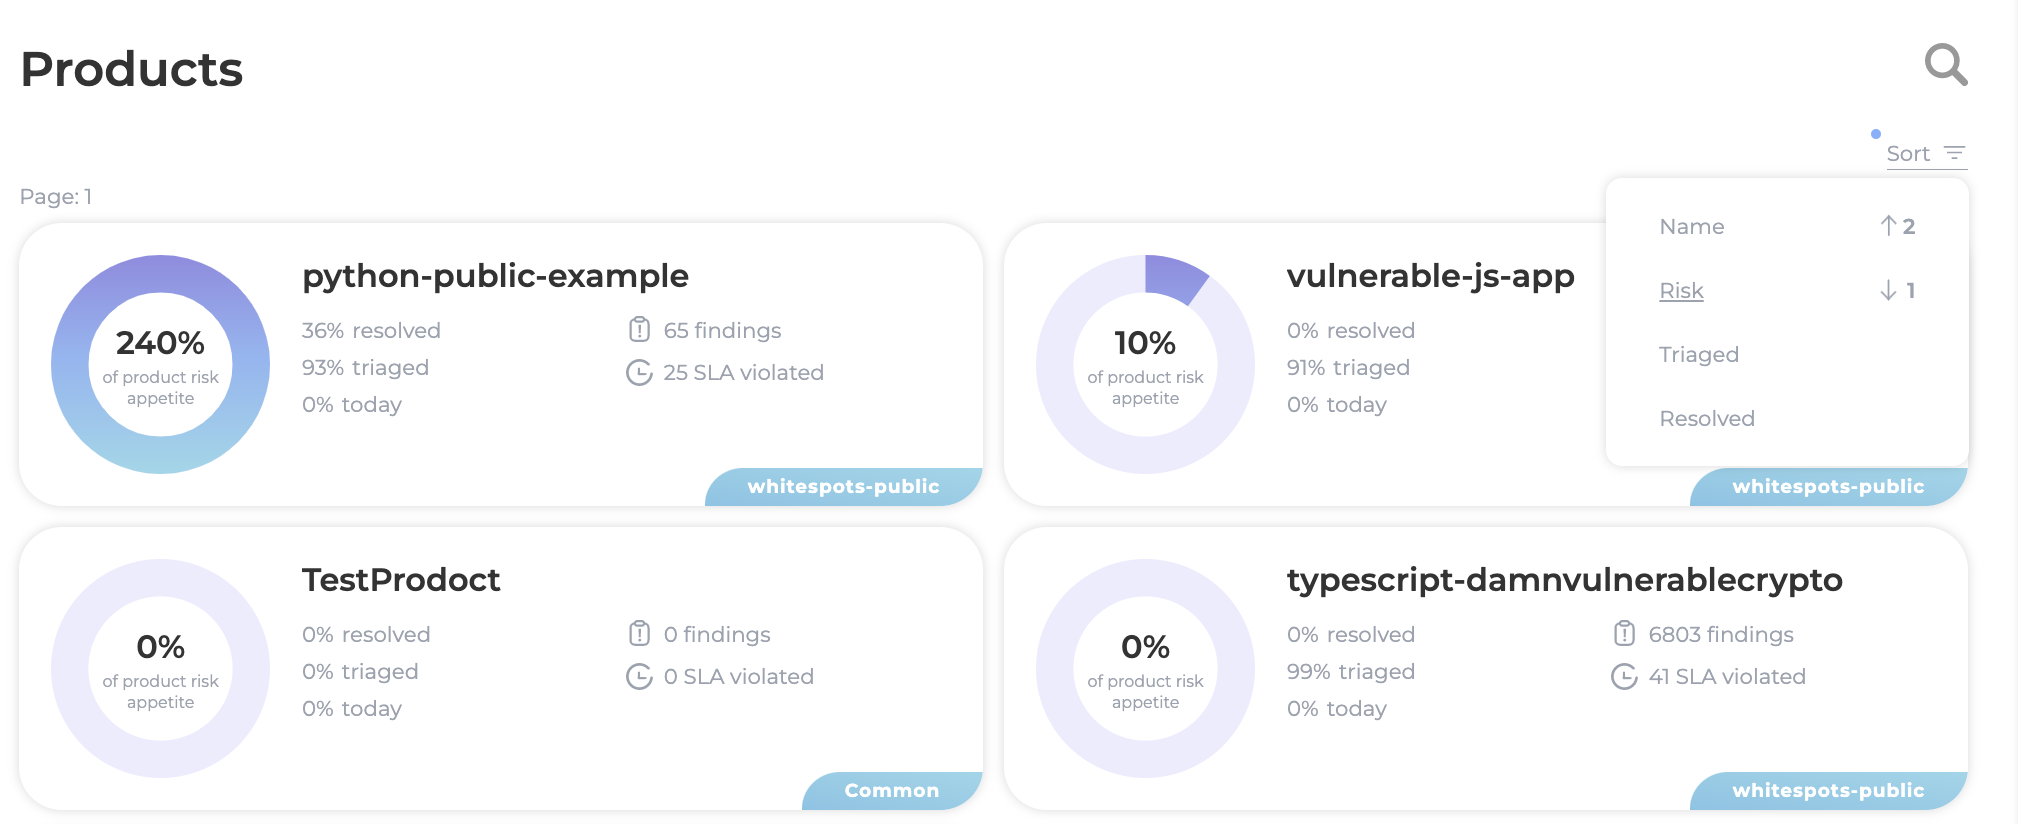 Products
Sort
Page: 1
Name ↑ 2
Risk ↓ 1
Triaged
Resolved
python-public-example
240%
of product risk
appetite
36% resolved
93% triaged
0% today
65 findings
25 SLA violated
whitespots-public
vulnerable-js-app
10%
of product risk
appetite
0% resolved
91% triaged
0% today
whitespots-public
TestProdoct
0%
of product risk
appetite
0% resolved
0% triaged
0% today
0 findings
0 SLA violated
Common
typescript-damnvulnerablecrypto
0%
of product risk
appetite
0% resolved
99% triaged
0% today
6803 findings
41 SLA violated
whitespots-public